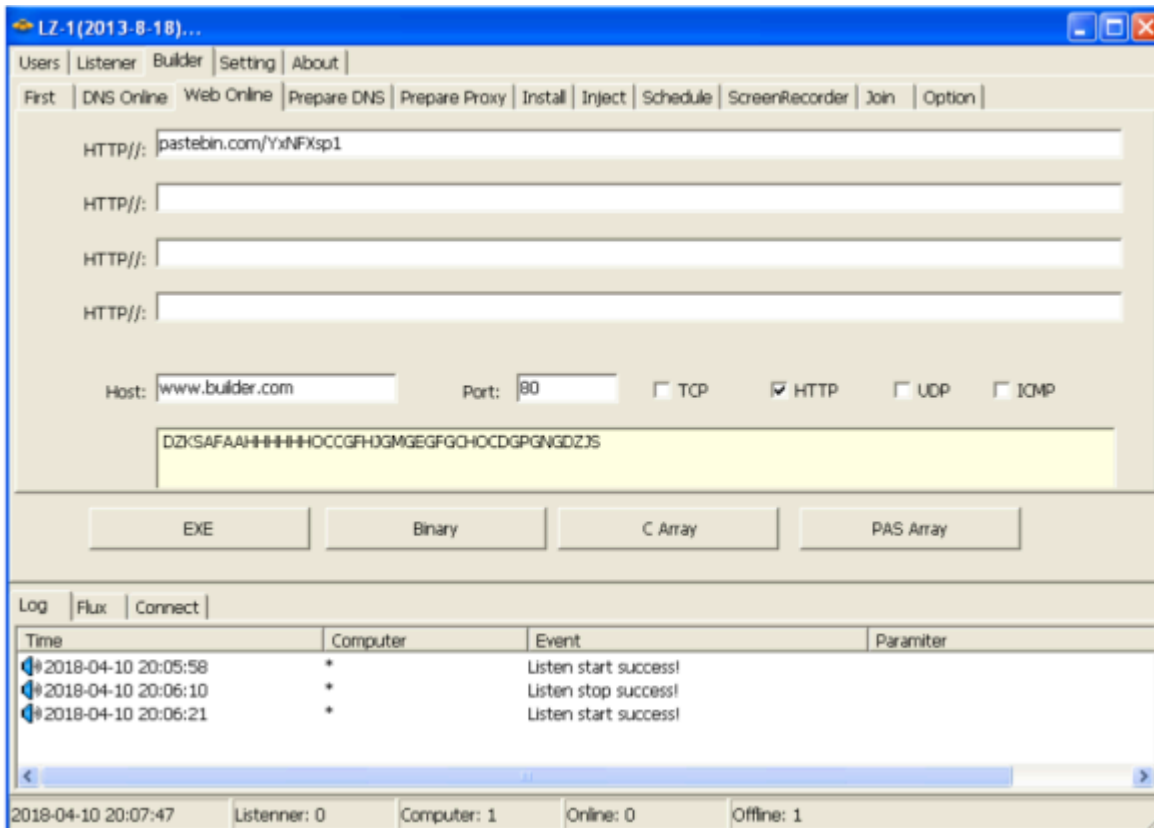 LZ-1(2013-8-18)...
Users Listener Builder Setting About
First DNS Online Web Online Prepare DNS Prepare Proxy Install Inject Schedule ScreenRecorder Join Option
HTTP//: pastebin.com/YxNFXsp1
HTTP//:
HTTP//:
HTTP//:
Host: www.builder.com Port: 80 TCP HTTP UDP ICMP
DZKSAFAAHHHHHHOCCGFHJGMGEGFGCHOCDGPGNGDZJS
EXE Binary C Array PAS Array
Log Flux Connect
Time Computer Event Paramiter
2018-04-10 20:05:58 * Listen start success!
2018-04-10 20:06:10 * Listen stop success!
2018-04-10 20:06:21 * Listen start success!
2018-04-10 20:07:47 Listenner: 0 Computer: 1 Online: 0 Offline: 1